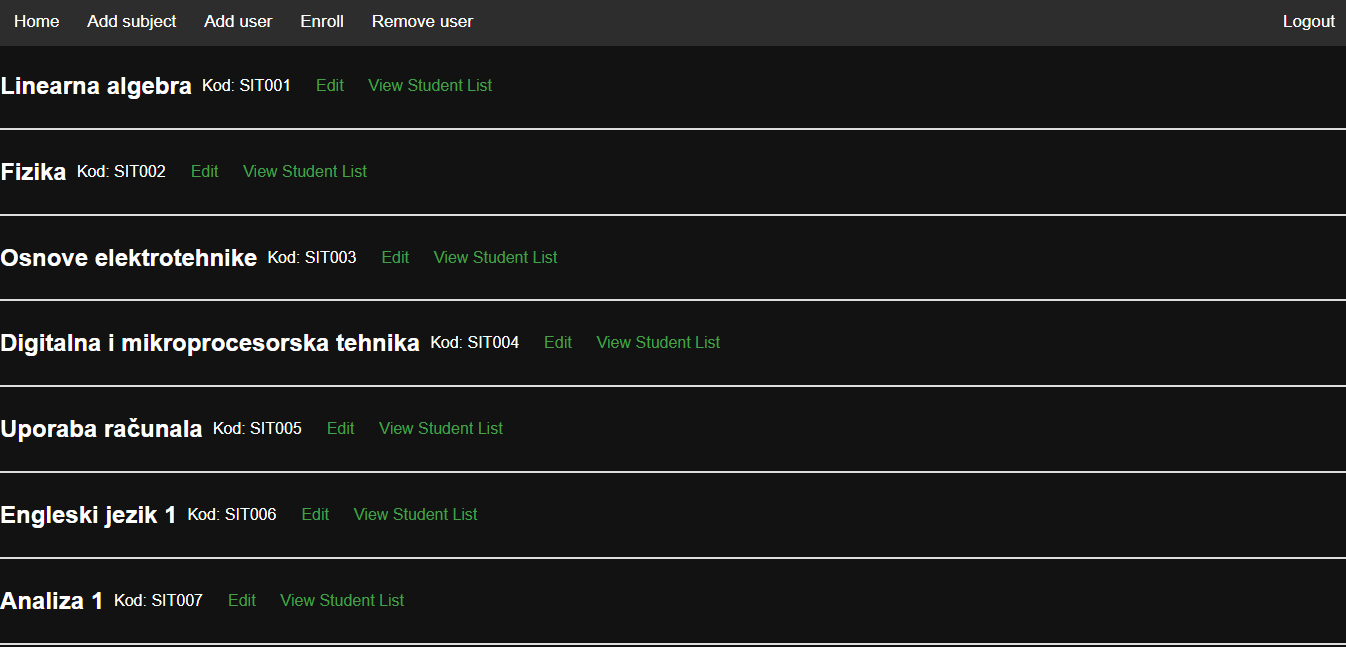 Home Add subject Add user Enroll Remove user Logout
Linearna algebra Kod: SIT001 Edit View Student List
Fizika Kod: SIT002 Edit View Student List
Osnove elektrotehnike Kod: SIT003 Edit View Student List
Digitalna i mikroprocesorska tehnika Kod: SIT004 Edit View Student List
Uporaba računala Kod: SIT005 Edit View Student List
Engleski jezik 1 Kod: SIT006 Edit View Student List
Analiza 1 Kod: SIT007 Edit View Student List